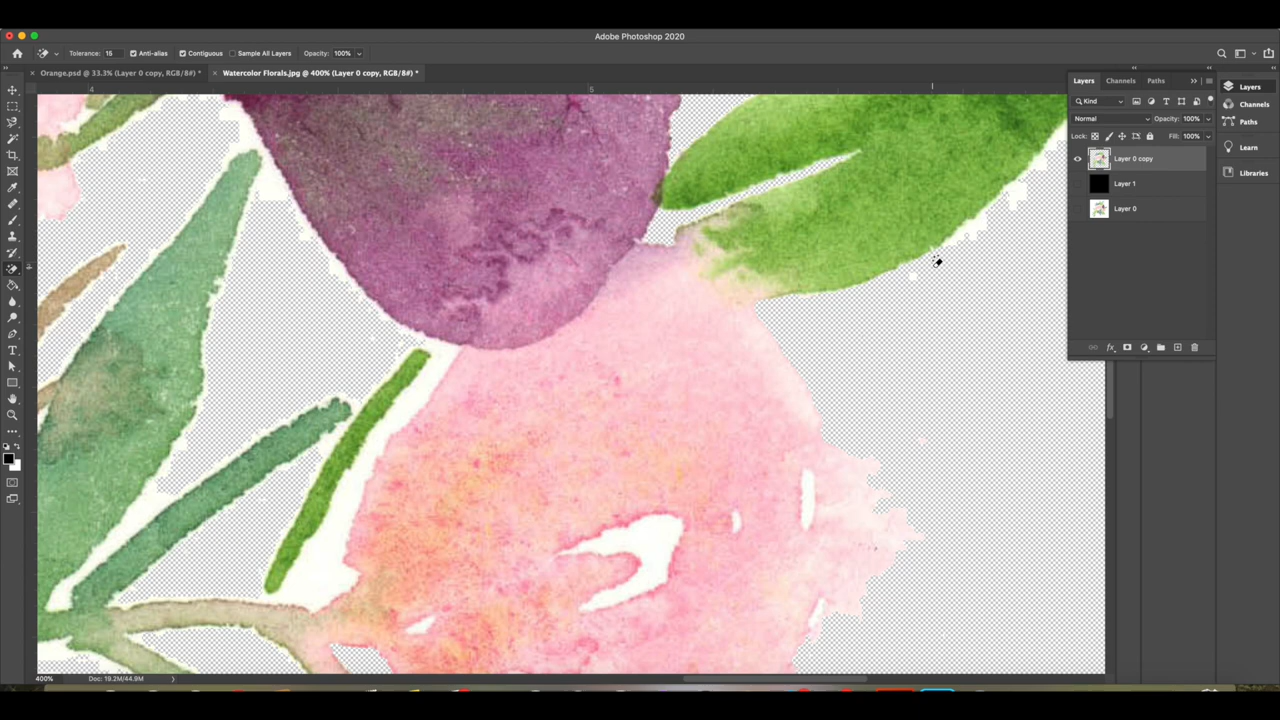 Adobe Photoshop 2020
Tolerance: 15 Anti-alias Contiguous Sample All Layers Opacity: 100%
Orange.psd @ 33.3% (Layer 0 copy, RGB/8#) * Watercolor Florals.jpg @ 400% (Layer 0 copy, RGB/8#) *
4 5
Layers Channels Paths
Kind
Normal Opacity: 100%
Lock: Fill: 100%
Layer 0 copy
Layer 1
Layer 0
Layers
Channels
Paths
Learn
Libraries
400% Doc: 19.2M/44.9M